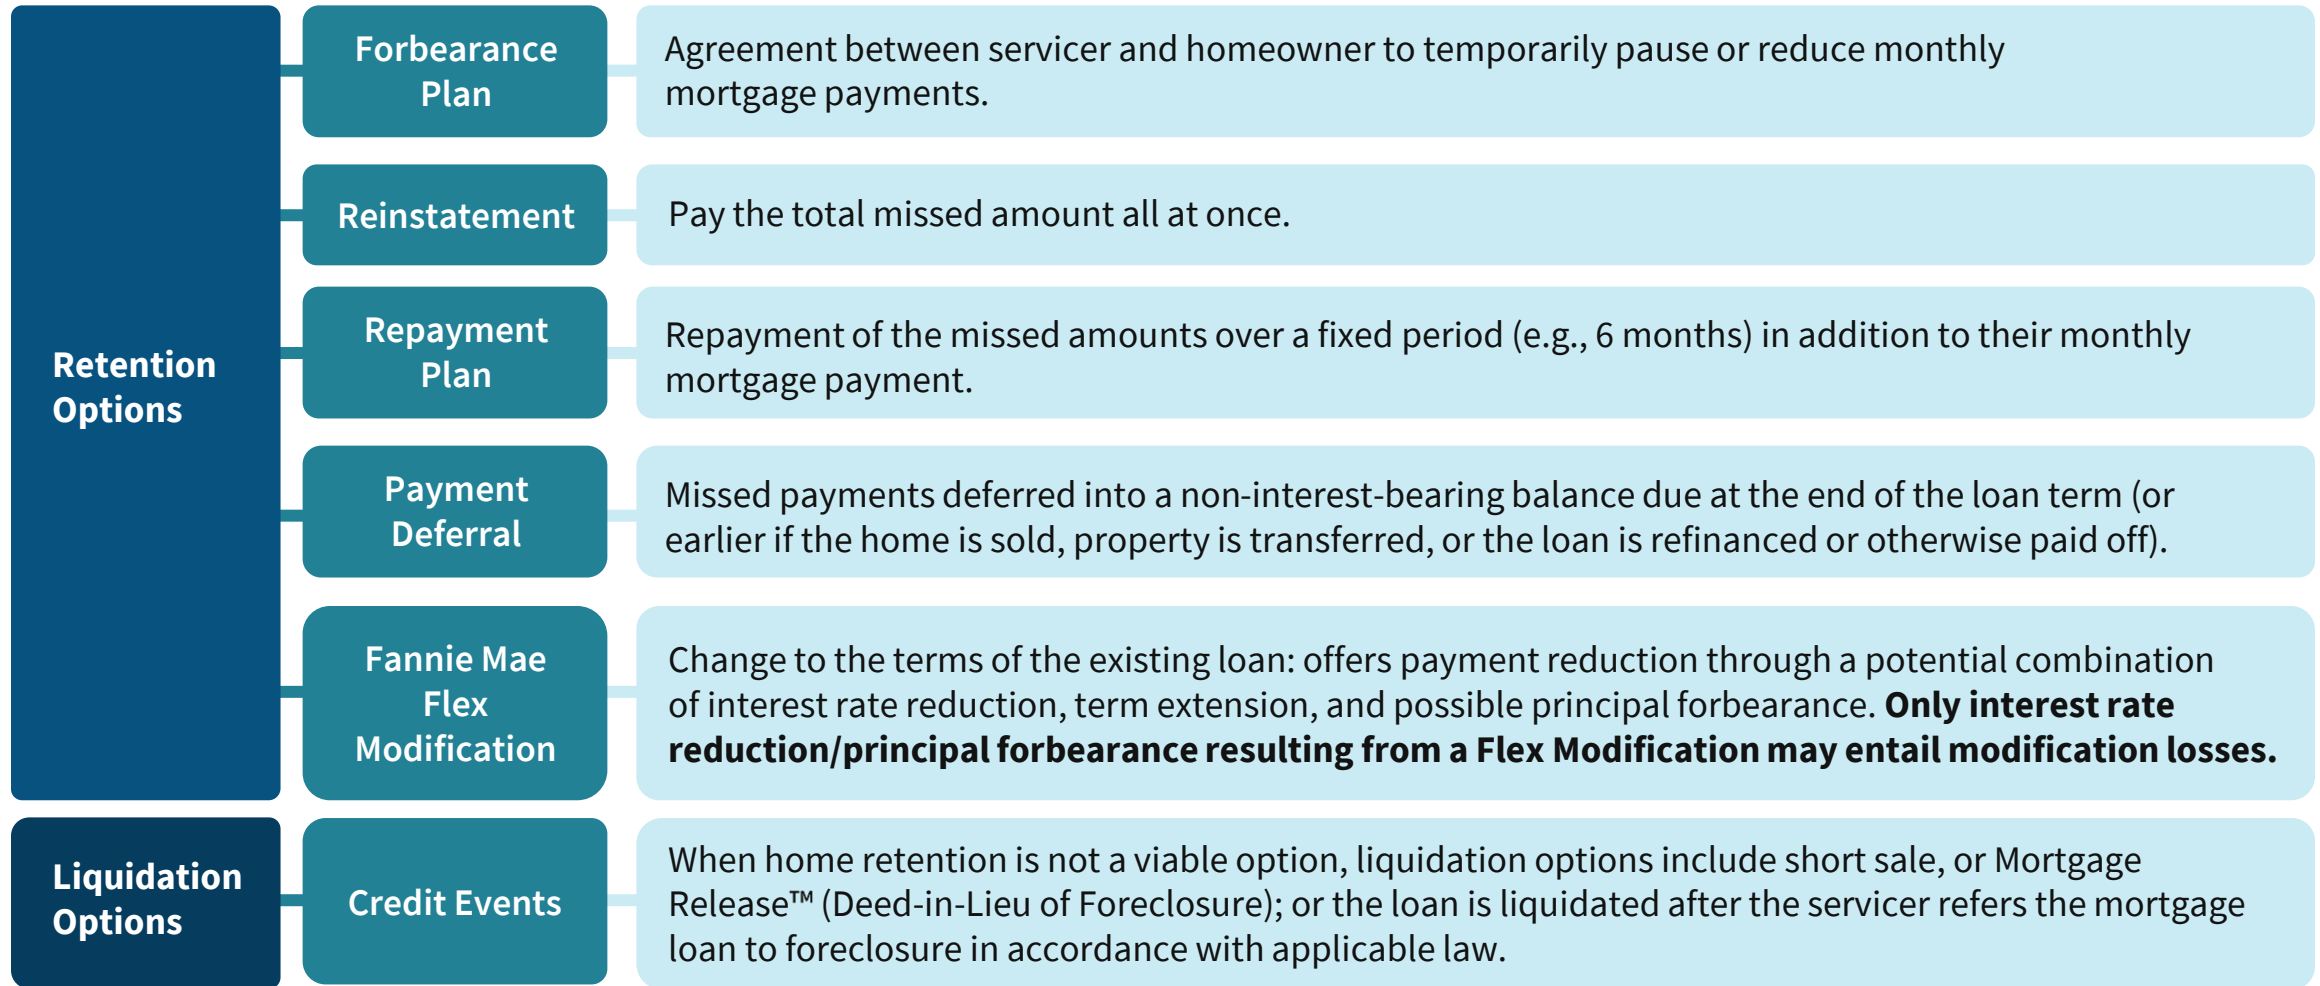 Retention
Options
Forbearance
Plan
Agreement between servicer and homeowner to temporarily pause or reduce monthly
mortgage payments.
Reinstatement
Pay the total missed amount all at once.
Repayment
Plan
Repayment of the missed amounts over a fixed period (e.g., 6 months) in addition to their monthly
mortgage payment.
Payment
Deferral
Missed payments deferred into a non-interest-bearing balance due at the end of the loan term (or
earlier if the home is sold, property is transferred, or the loan is refinanced or otherwise paid off).
Fannie Mae
Flex
Modification
Change to the terms of the existing loan: offers payment reduction through a potential combination
of interest rate reduction, term extension, and possible principal forbearance. Only interest rate
reduction/principal forbearance resulting from a Flex Modification may entail modification losses.
Liquidation
Options
Credit Events
When home retention is not a viable option, liquidation options include short sale, or Mortgage
Release™ (Deed-in-Lieu of Foreclosure); or the loan is liquidated after the servicer refers the mortgage
loan to foreclosure in accordance with applicable law.